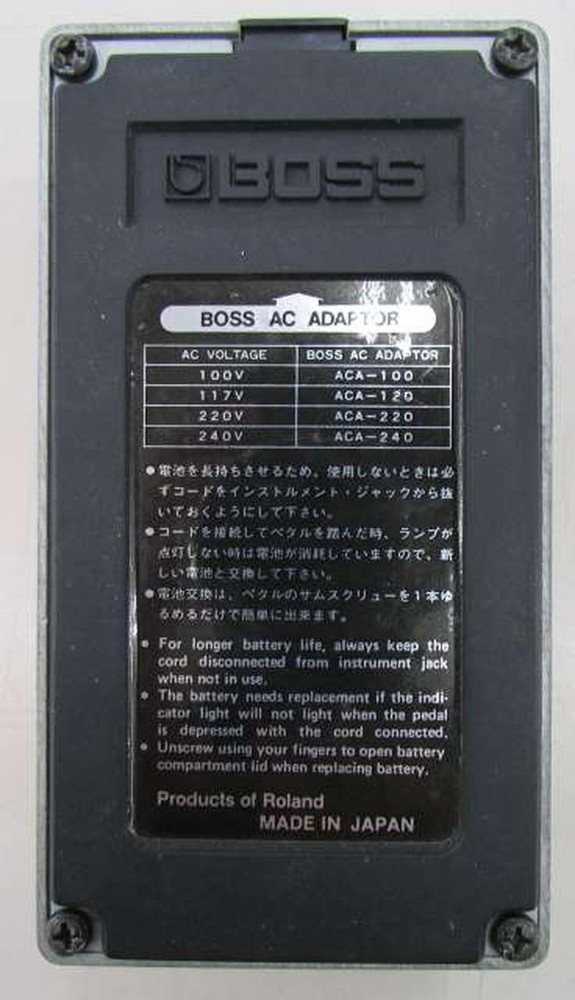 BOSS
BOSS AC ADAPTOR
AC VOLTAGE BOSS AC ADAPTOR
100V ACA-100
117V ACA-120
220V ACA-220
240V ACA-240
●電池を長持ちさせるため、使用しないときは必
ずコードをインストルメント・ジャックから抜
いておくようにして下さい。
●コードを接続してペダルを踏んだ時、ランプが
点灯しない時は電池が消耗していますので、新
しい電池と交換して下さい。
●電池交換は、ペダルのサムスクリューを1本ゆ
るめるだけで簡単に出来ます。
● For longer battery life, always keep the
cord disconnected from instrument jack
when not in use.
● The battery needs replacement if the indi-
cator light will not light when the pedal
is depressed with the cord connected.
● Unscrew using your fingers to open battery
compartment lid when replacing battery.
Products of Roland
MADE IN JAPAN